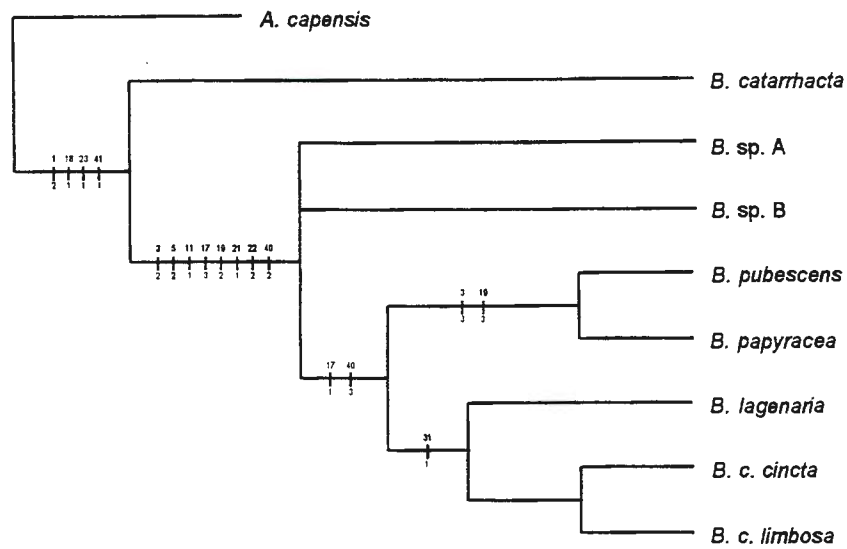 A. capensis
B. catarrhacta
B. sp. A
1 18 23 41
2 1 1 1
B. sp. B
3 5 11 17 19 21 22 40
2 2 1 3 2 1 2 2
B. pubescens
3 19
3 3
B. papyracea
17 40
1 3
B. lagenaria
31
1
B. c. cincta
B. c. limbosa